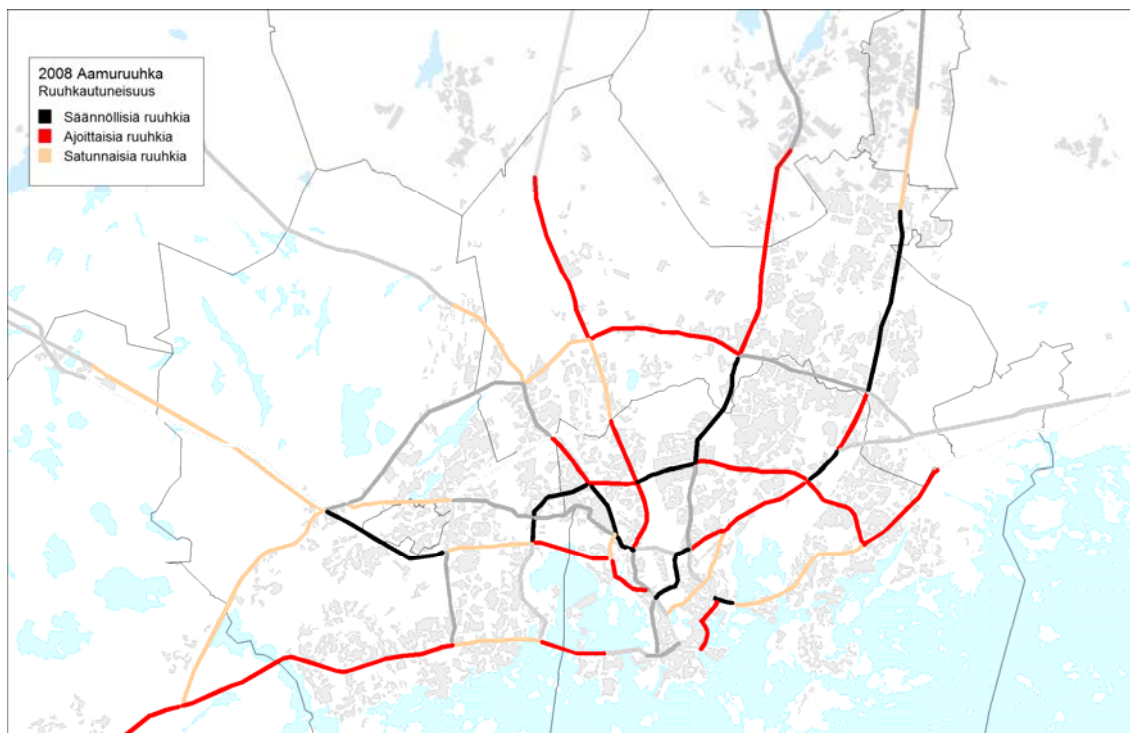 2008 Aamuruuhka
Ruuhkautuneisuus
Säännöllisiä ruuhkia
Ajoittaisia ruuhkia
Satunnaisia ruuhkia